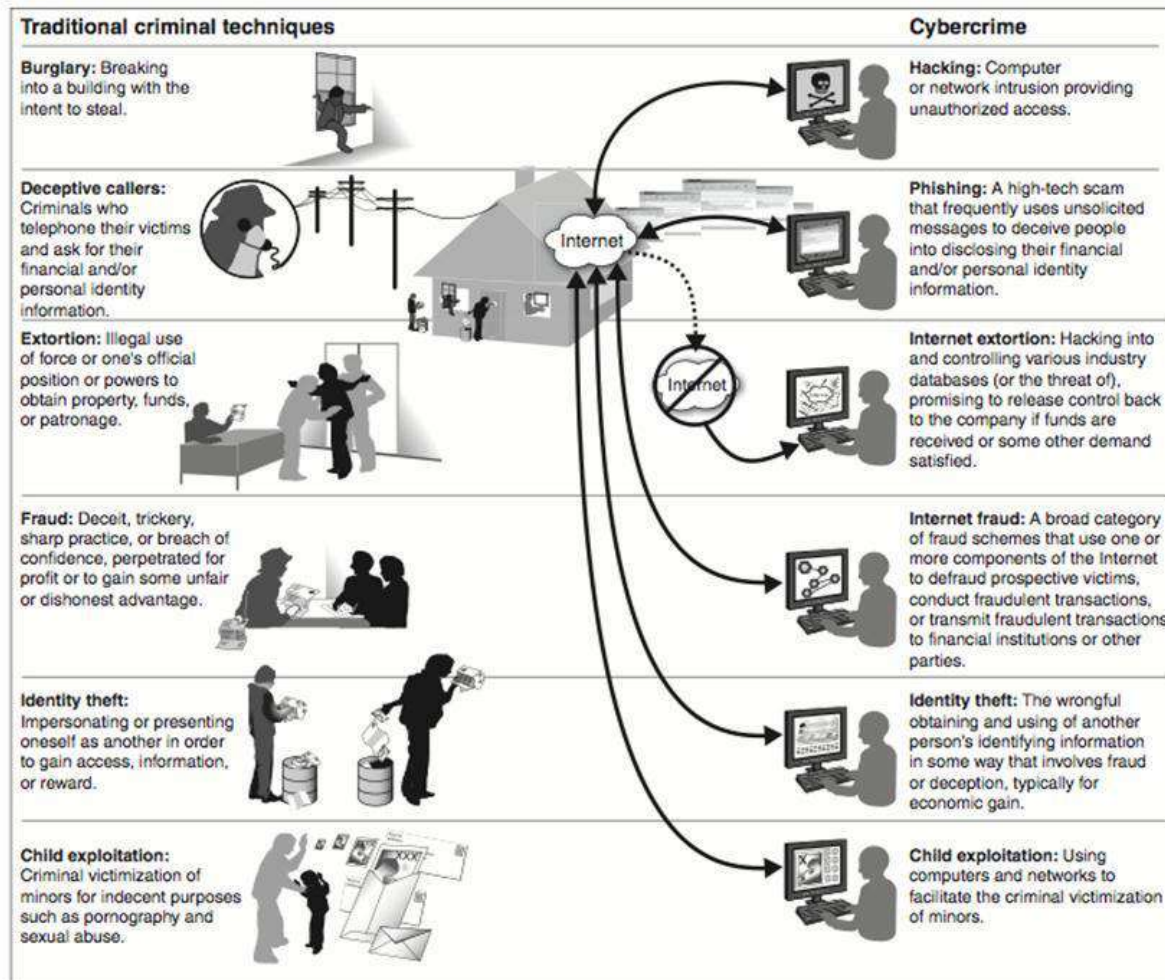 Traditional criminal techniques
Cybercrime
Burglary: Breaking
into a building with the
intent to steal.
Hacking: Computer
or network intrusion providing
unauthorized access.
Deceptive callers:
Criminals who
telephone their victims
and ask for their
financial and/or
personal identity
information.
Internet
Phishing: A high-tech scam
that frequently uses unsolicited
messages to deceive people
into disclosing their financial
and/or personal identity
information.
Extortion: Illegal use
of force or one's official
position or powers to
obtain property, funds,
or patronage.
Internet
Internet extortion: Hacking into
and controlling various industry
databases (or the threat of),
promising to release control back
to the company if funds are
received or some other demand
satisfied.
Fraud: Deceit, trickery,
sharp practice, or breach of
confidence, perpetrated for
profit or to gain some unfair
or dishonest advantage.
Internet fraud: A broad category
of fraud schemes that use one or
more components of the Internet
to defraud prospective victims,
conduct fraudulent transactions,
or transmit fraudulent transactions
to financial institutions or other
parties.
Identity theft:
Impersonating or presenting
oneself as another in order
to gain access, information,
or reward.
Identity theft: The wrongful
obtaining and using of another
person's identifying information
in some way that involves fraud
or deception, typically for
economic gain.
Child exploitation:
Criminal victimization of
minors for indecent purposes
such as pornography and
sexual abuse.
XXX
X
Child exploitation: Using
computers and networks to
facilitate the criminal victimization
of minors.